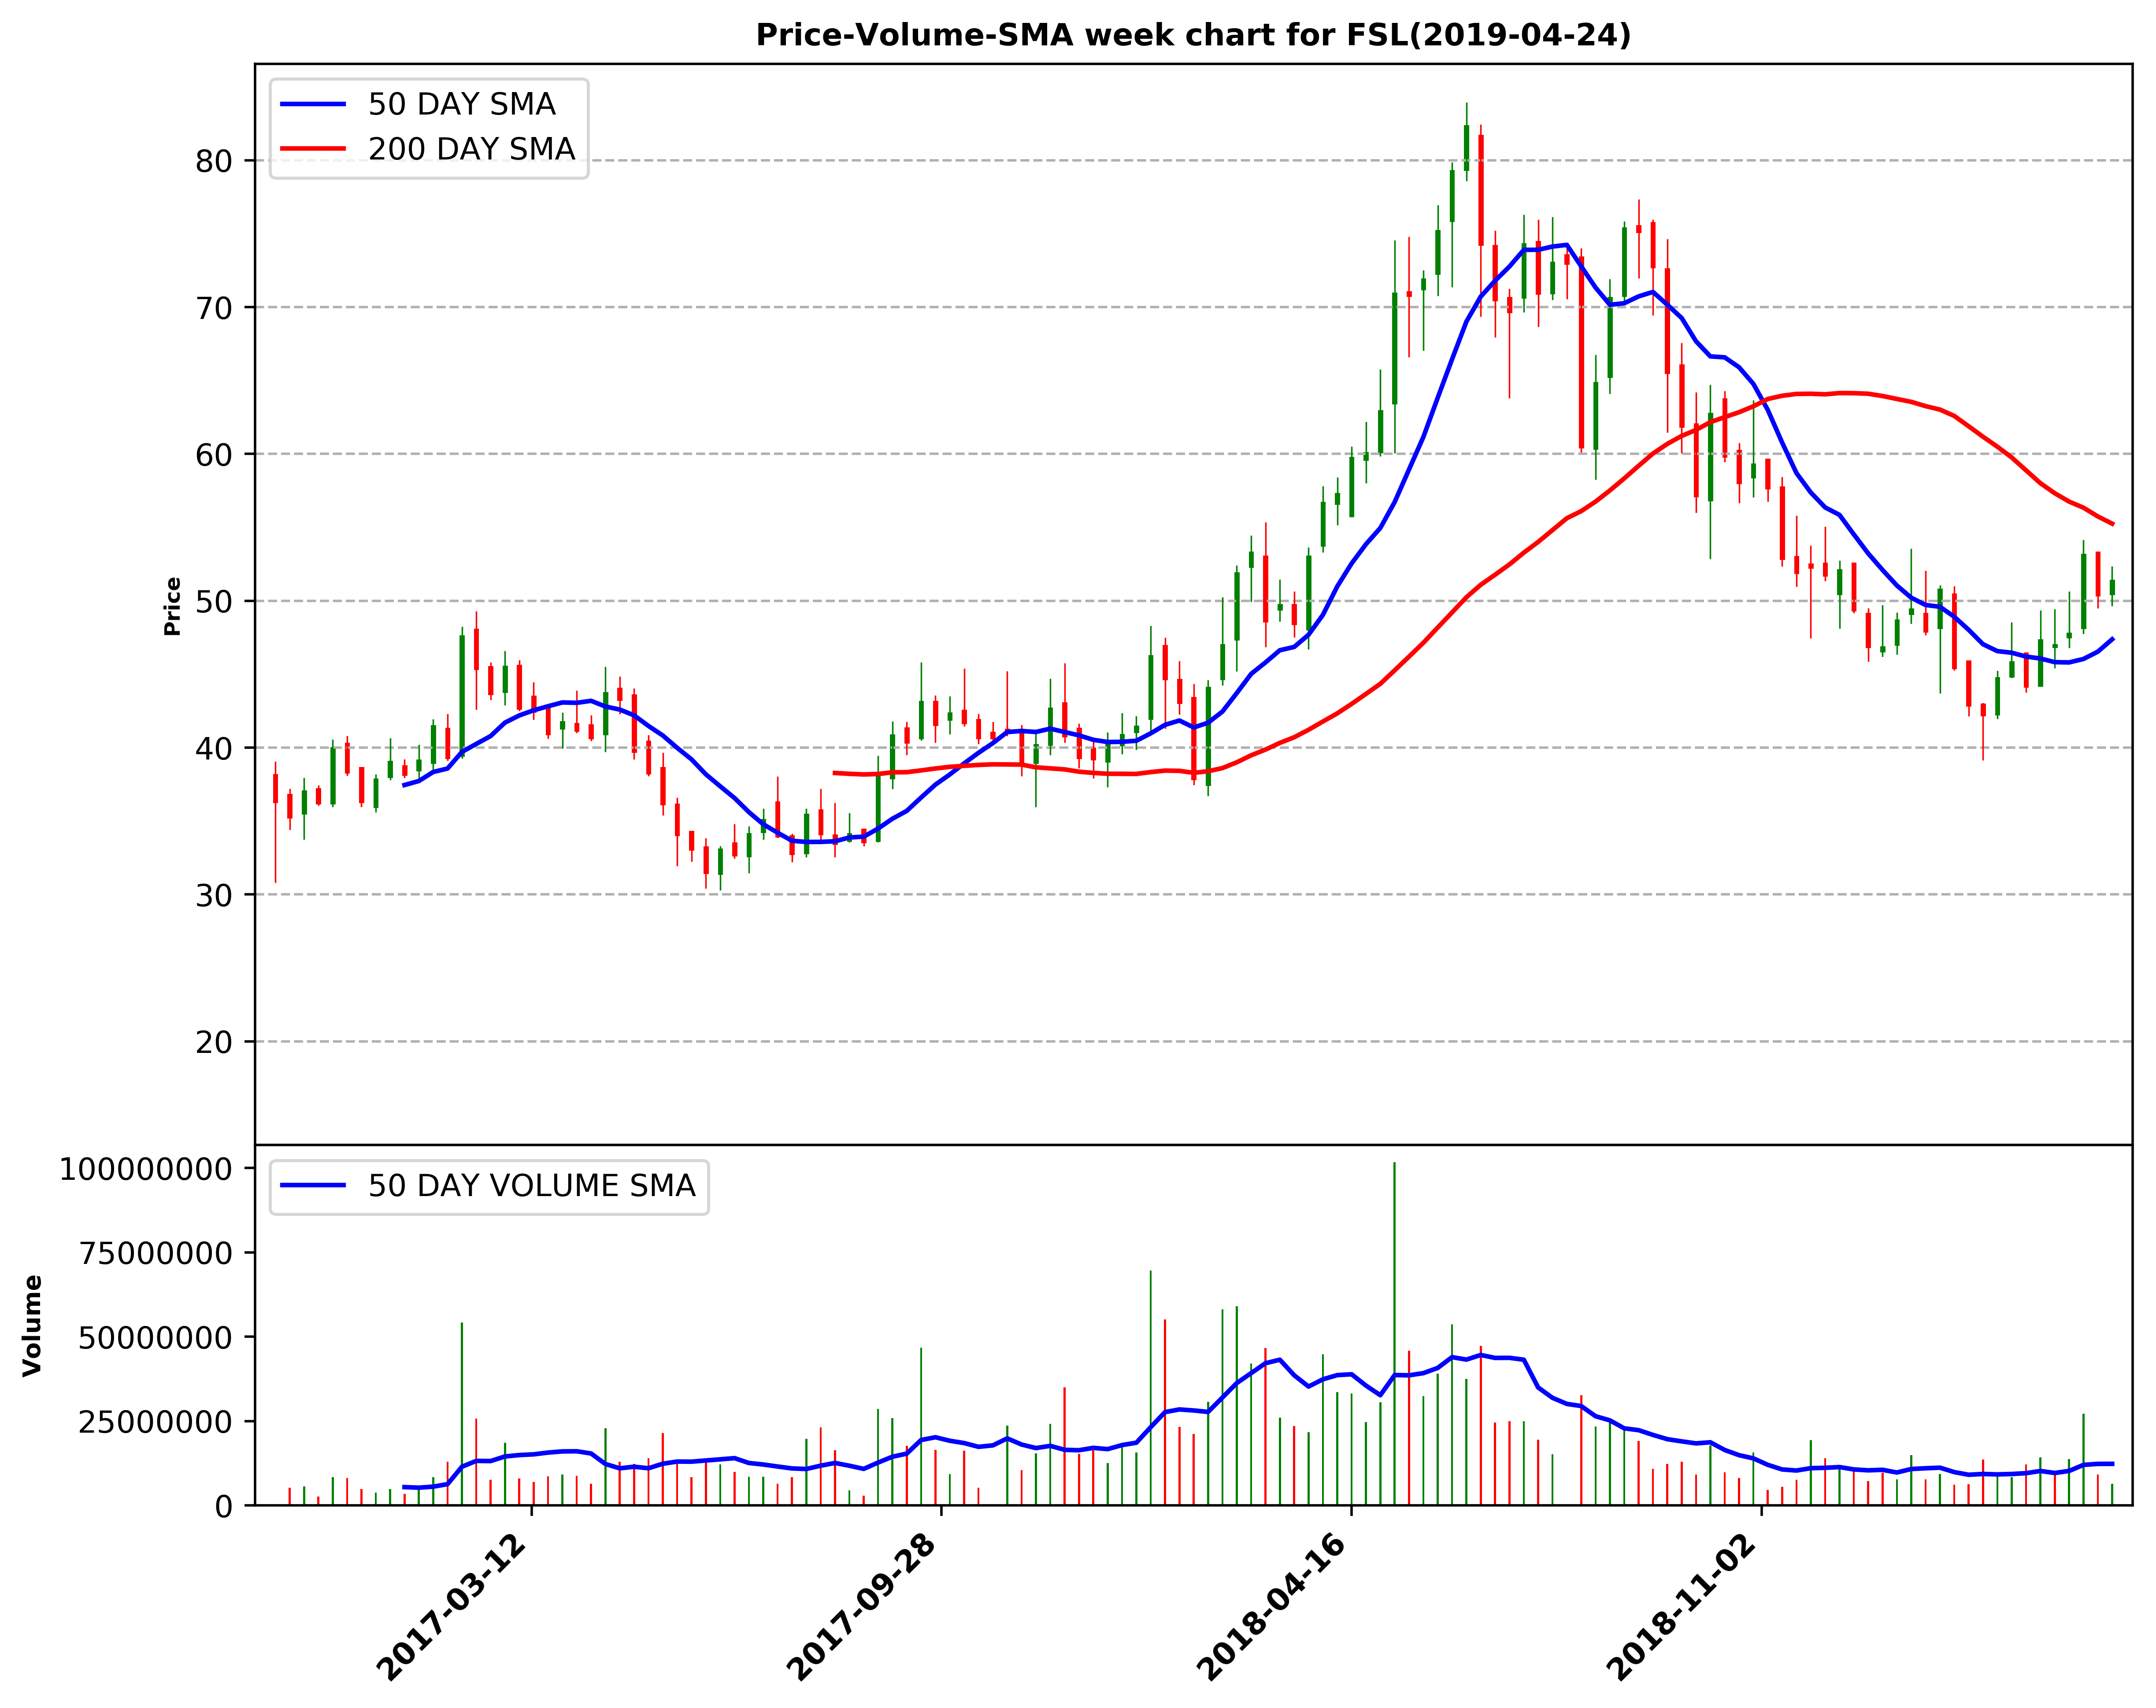 Price-Volume-SMA week chart for FSL(2019-04-24)
50 DAY SMA
200 DAY SMA
80
70
60
50
40
30
20
Price
50 DAY VOLUME SMA
100000000
75000000
50000000
25000000
0
Volume
2017-03-12
2017-09-28
2018-04-16
2018-11-02